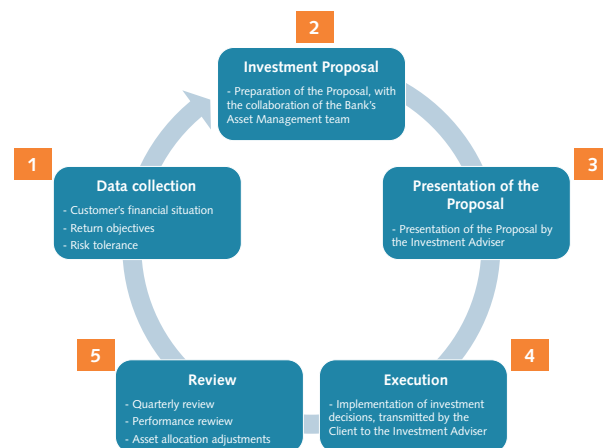 2
Investment Proposal
- Preparation of the Proposal, with
the collaboration of the Bank's
Asset Management team
1
Data collection
- Customer's financial situation
- Return objectives
- Risk tolerance
3
Presentation of the
Proposal
- Presentation of the Proposal by
the Investment Adviser
5
Review
- Quarterly review
- Performance review
- Asset allocation adjustments
4
Execution
- Implementation of investment
decisions, transmitted by the
Client to the Investment Adviser